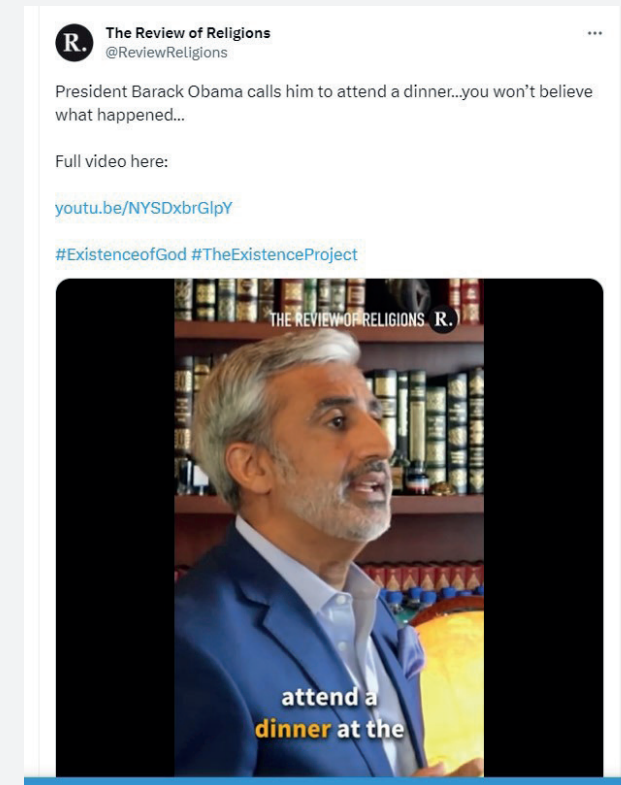 R.
The Review of Religions
@ReviewReligions
President Barack Obama calls him to attend a dinner...you won't believe
what happened...
Full video here:
youtu.be/NYSDxbrGlpY
#ExistenceofGod #TheExistenceProject
THE REVIEW OF RELIGIONS R.
attend a
dinner at the